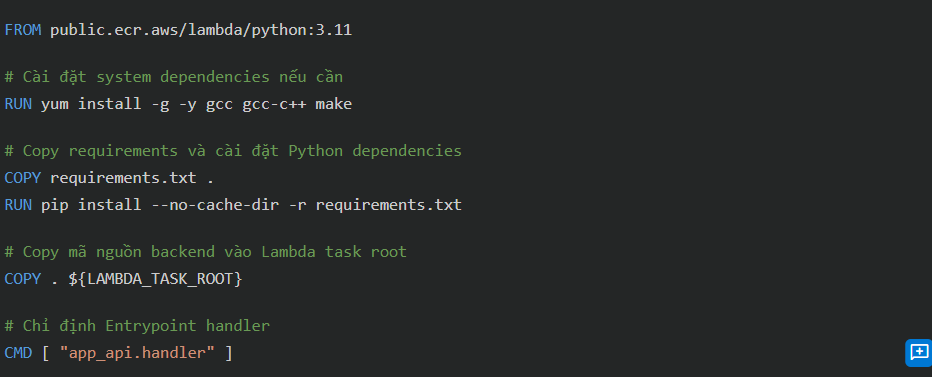 FROM public.ecr.aws/lambda/python:3.11
# Cài đặt system dependencies nếu cần
RUN yum install -g -y gcc gcc-c++ make
# Copy requirements và cài đặt Python dependencies
COPY requirements.txt .
RUN pip install --no-cache-dir -r requirements.txt
# Copy mã nguồn backend vào Lambda task root
COPY . ${LAMBDA_TASK_ROOT}
# Chỉ định Entrypoint handler
CMD [ "app_api.handler" ]